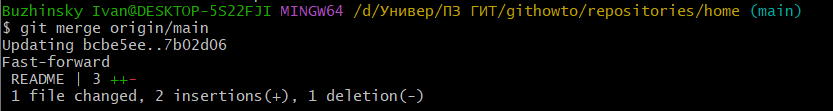 Buzhinsky Ivan@DESKTOP-5S22FJI MINGW64 /d/Универ/ПЗ ГИТ/githowto/repositories/home (main)
$ git merge origin/main
Updating bcbe5ee..7b02d06
Fast-forward
 README | 3 ++-
 1 file changed, 2 insertions(+), 1 deletion(-)